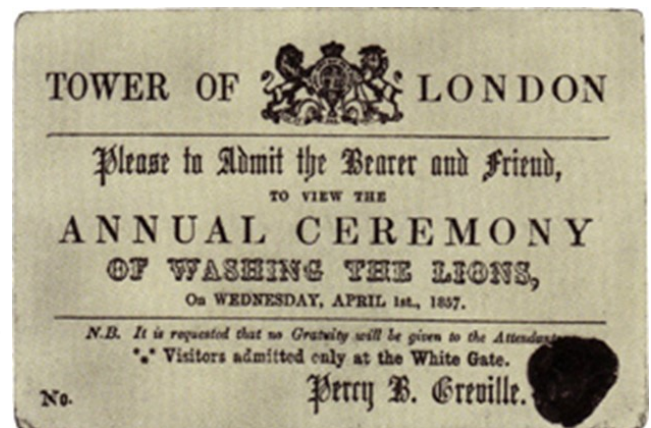 TOWER OF LONDON
Please to Admit the Bearer and Friend,
TO VIEW THE
ANNUAL CEREMONY
OF WASHING THE LIONS,
On WEDNESDAY, APRIL 1st., 1857.
N.B. It is requested that no Gratuity will be given to the
⁂ Visitors admitted only at the White Gate.
No.
Percy B. Greville.